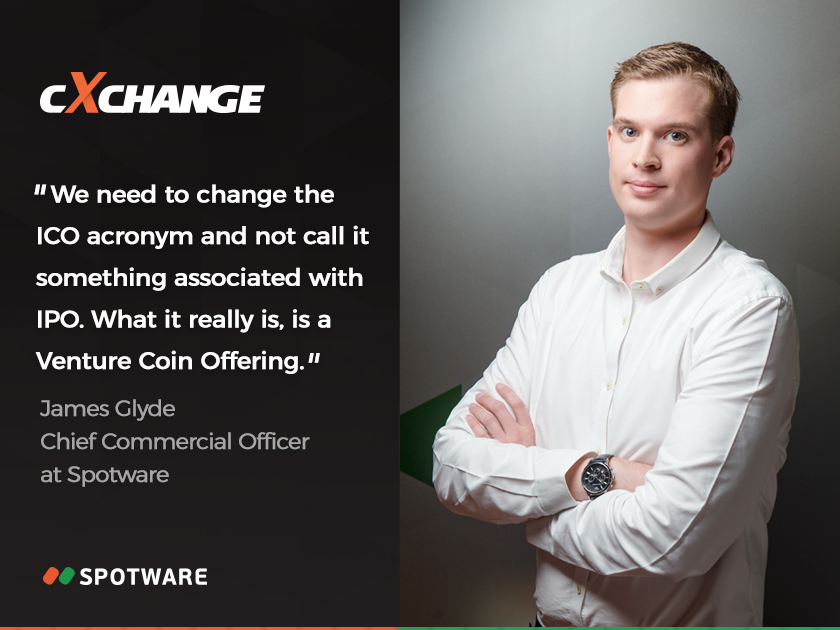 CXCHANGE
"We need to change the
ICO acronym and not call it
something associated with
IPO. What it really is, is a
Venture Coin Offering."
James Glyde
Chief Commercial Officer
at Spotware
SPOTWARE